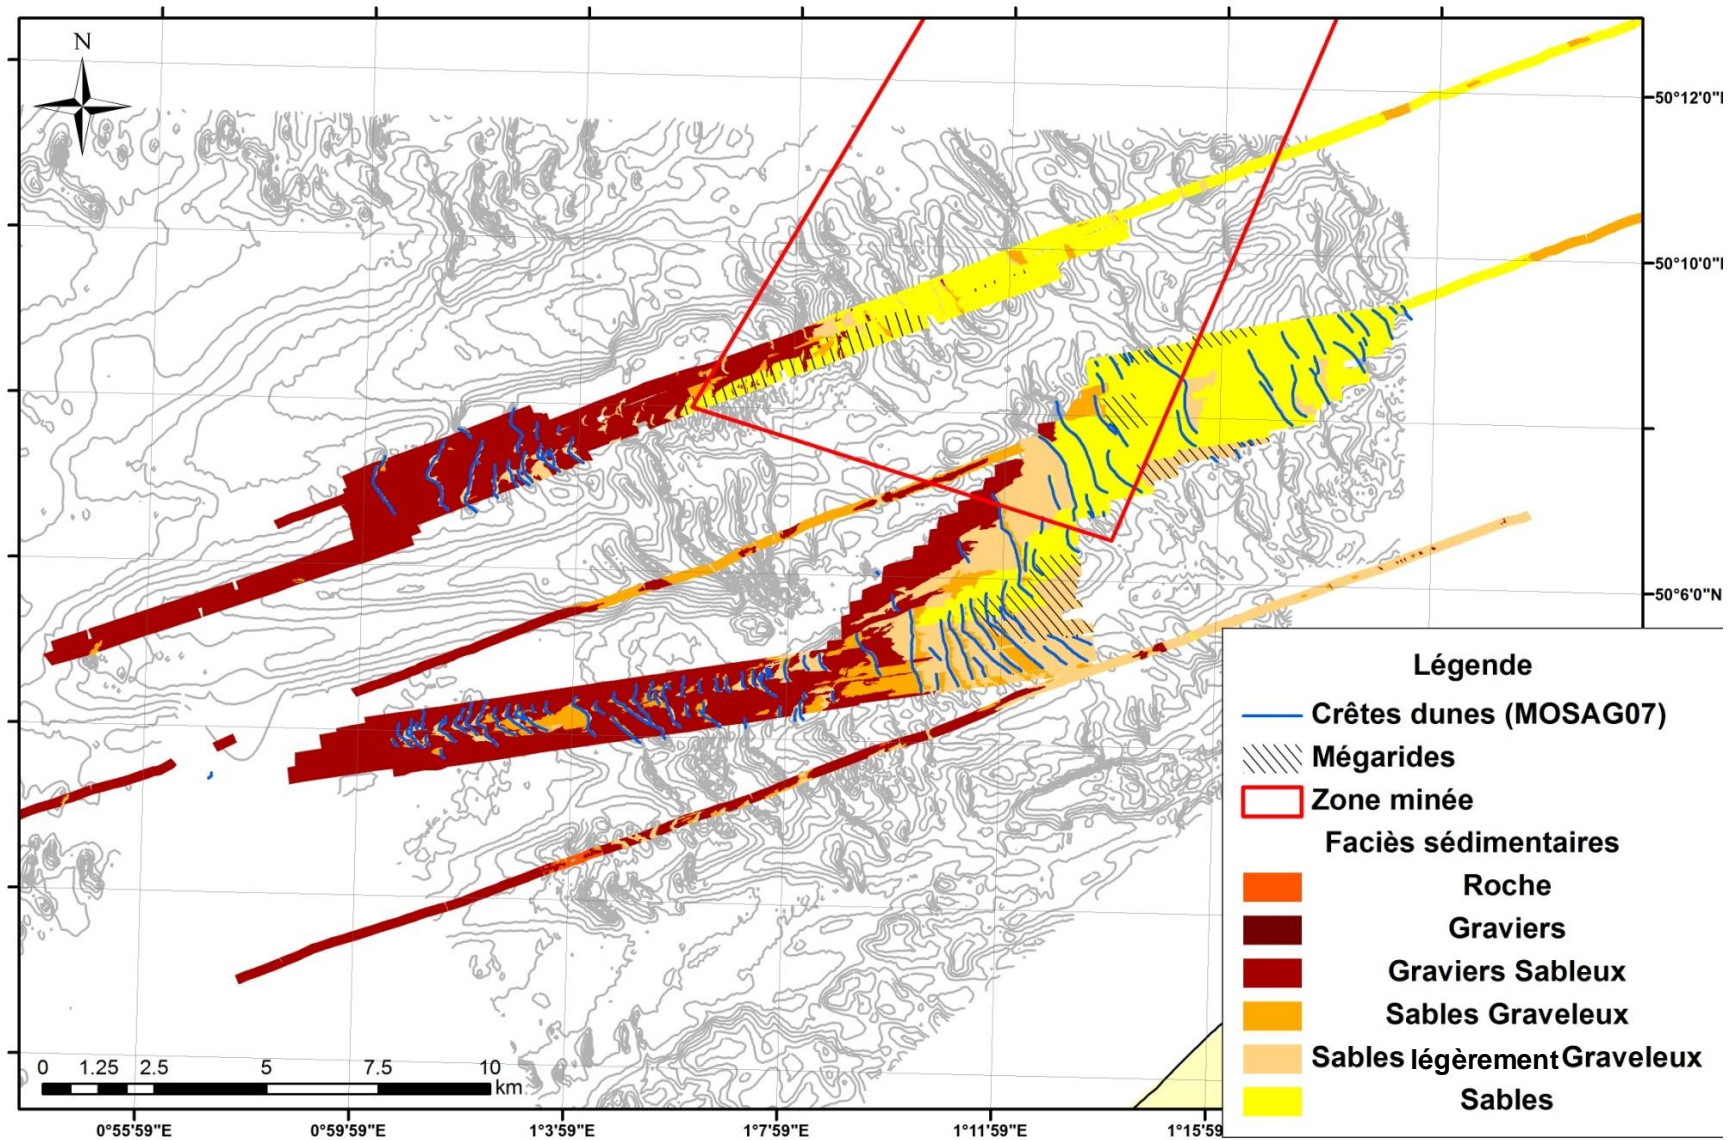 N
50°12'0"
50°10'0"
50°6'0"N
Légende
Crêtes dunes (MOSAG07)
Mégarides
Zone minée
Faciès sédimentaires
Roche
Graviers
Graviers Sableux
Sables Graveleux
Sables légèrement Graveleux
Sables
0 1.25 2.5 5 7.5 10
km
0°55'59"E 0°59'59"E 1°3'59"E 1°7'59"E 1°11'59"E 1°15'59